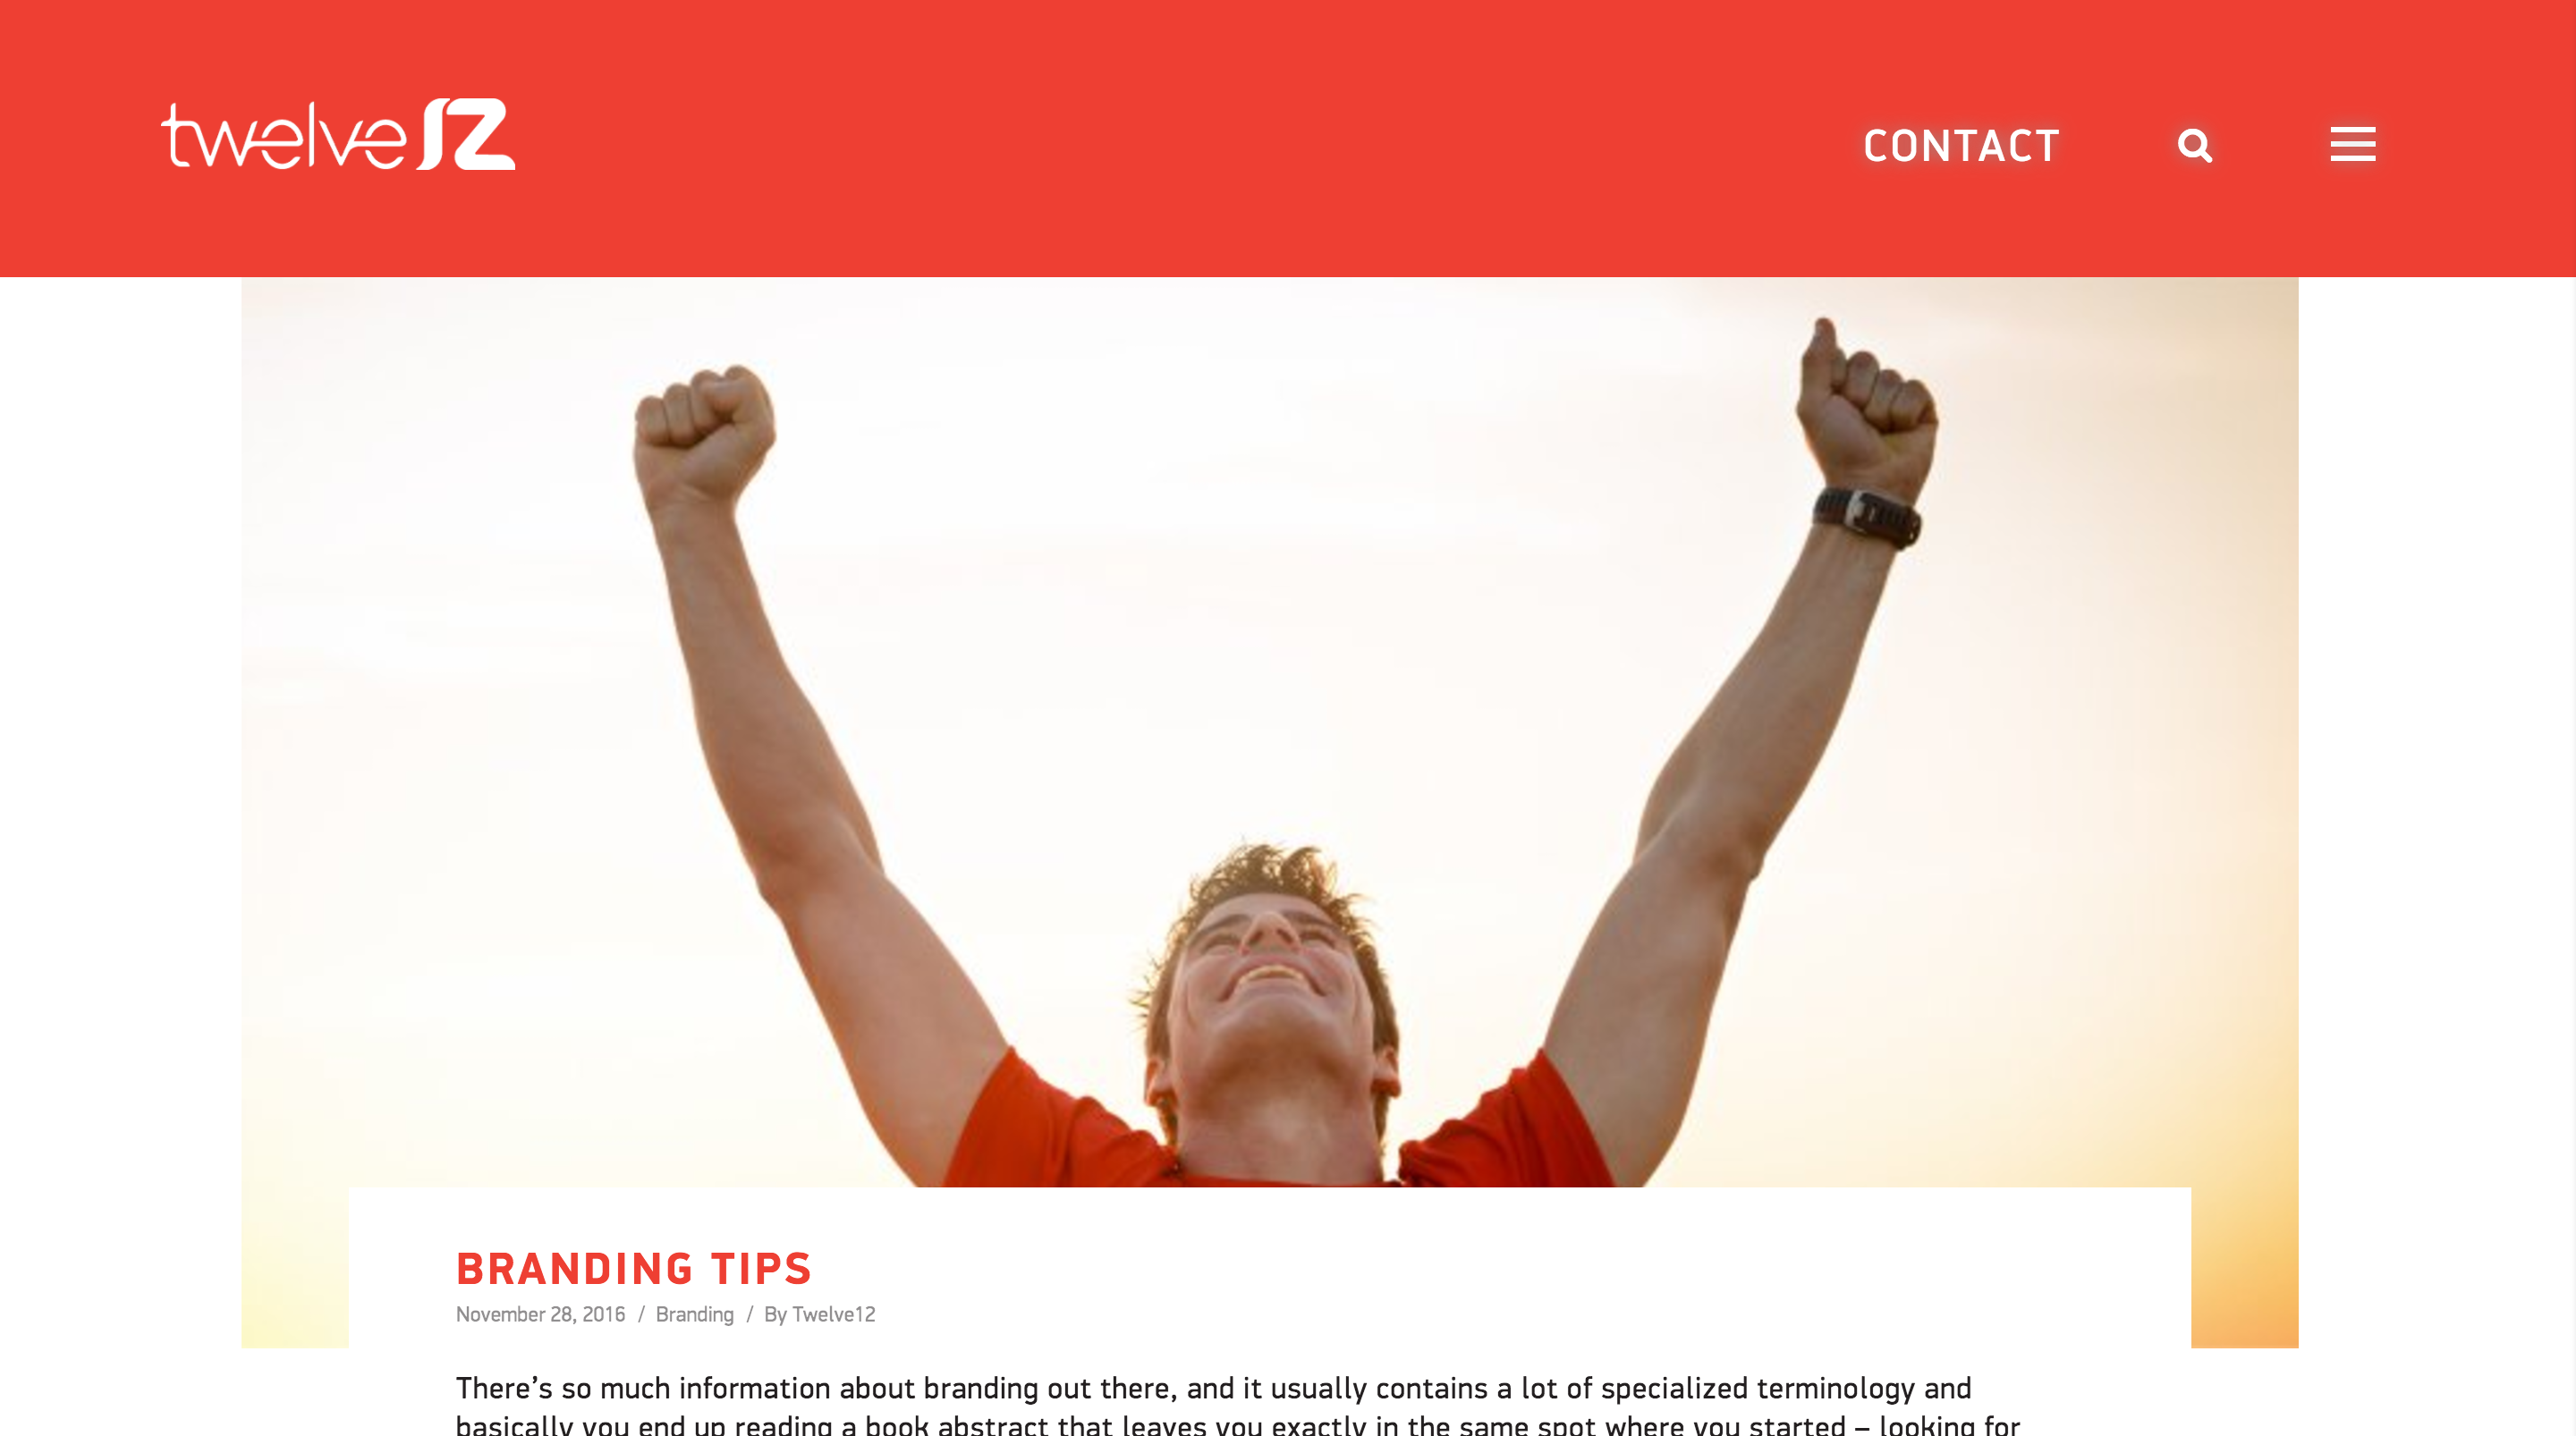 twelve 12
CONTACT
BRANDING TIPS
November 28, 2016 / Branding / By Twelve12
There’s so much information about branding out there, and it usually contains a lot of specialized terminology and
basically you end up reading a book abstract that leaves you exactly in the same spot where you started – looking for